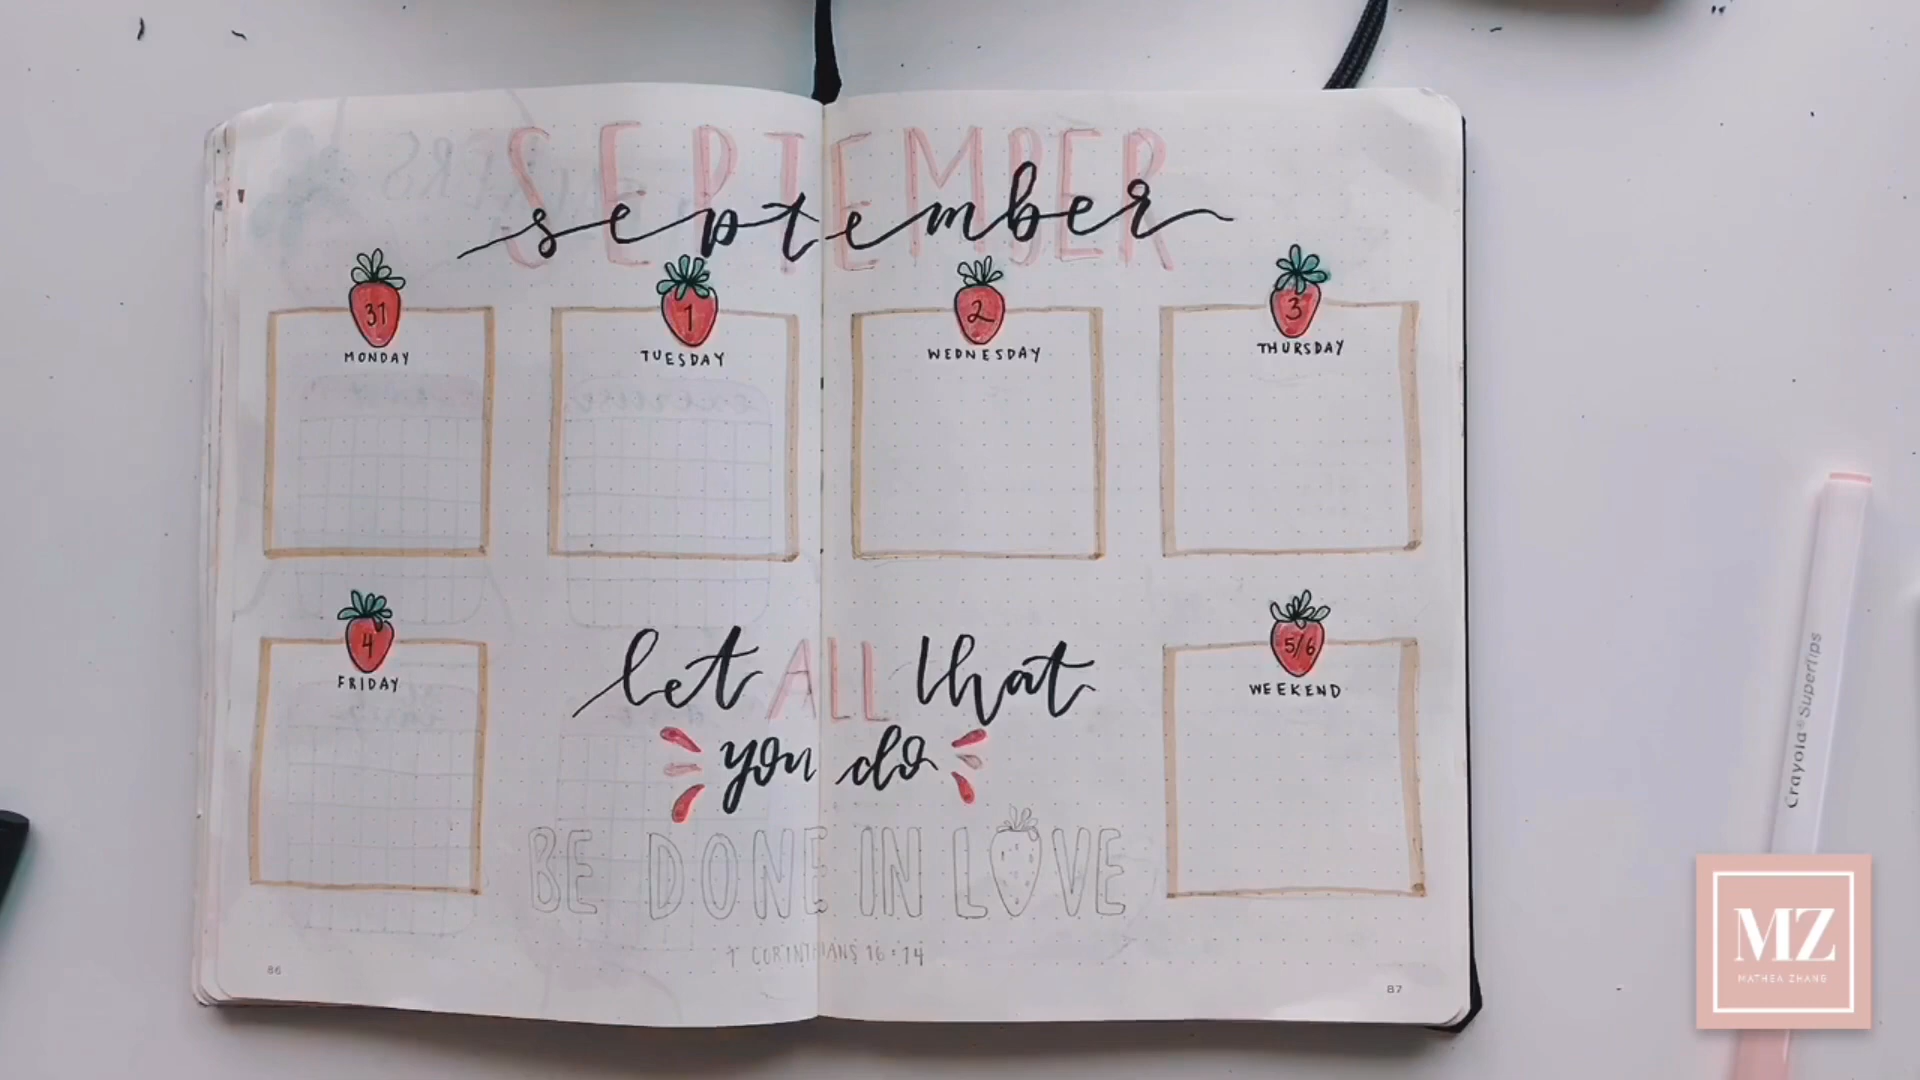 SEPTEMBER
september
31 1 2 3
MONDAY TUESDAY WEDNESDAY THURSDAY
4 5/6
FRIDAY WEEKEND
let ALL that
you do
BE DONE IN LOVE
1 CORINTHIANS 16:14
86 87
Crayola Supertips
MZ
MATHEA ZHANG